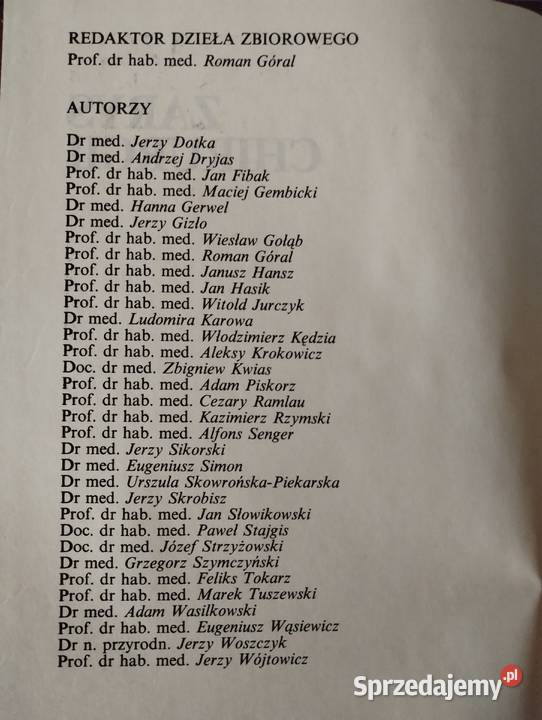 REDAKTOR DZIEŁA ZBIOROWEGO
Prof. dr hab. med. Roman Góral
AUTORZY
Dr med. Jerzy Dotka
Dr med. Andrzej Dryjas
Prof. dr hab. med. Jan Fibak
Prof. dr hab. med. Maciej Gembicki
Dr med. Hanna Gerwel
Dr med. Jerzy Gizło
Prof. dr hab. med. Wiesław Gołąb
Prof. dr hab. med. Roman Góral
Prof. dr hab. med. Janusz Hansz
Prof. dr hab. med. Jan Hasik
Prof. dr hab. med. Witold Jurczyk
Dr med. Ludomira Karowa
Prof. dr hab. med. Włodzimierz Kędzia
Prof. dr hab. med. Aleksy Krokowicz
Doc. dr med. Zbigniew Kwias
Prof. dr hab. med. Adam Piskorz
Prof. dr hab. med. Cezary Ramlau
Prof. dr hab. med. Kazimierz Rzymski
Prof. dr hab. med. Alfons Senger
Dr med. Jerzy Sikorski
Dr med. Eugeniusz Simon
Dr med. Urszula Skowrońska-Piekarska
Dr med. Jerzy Skrobisz
Prof. dr hab. med. Jan Słowikowski
Doc. dr hab. med. Paweł Stajgis
Doc. dr med. Józef Strzyżowski
Dr med. Grzegorz Szymczyński
Prof. dr hab. med. Feliks Tokarz
Prof. dr hab. med. Marek Tuszewski
Dr med. Adam Wasilkowski
Prof. dr hab. med. Eugeniusz Wąsiewicz
Dr n. przyrodn. Jerzy Woszczyk
Prof. dr hab. med. Jerzy Wójtowicz
Sprzedajemy.pl